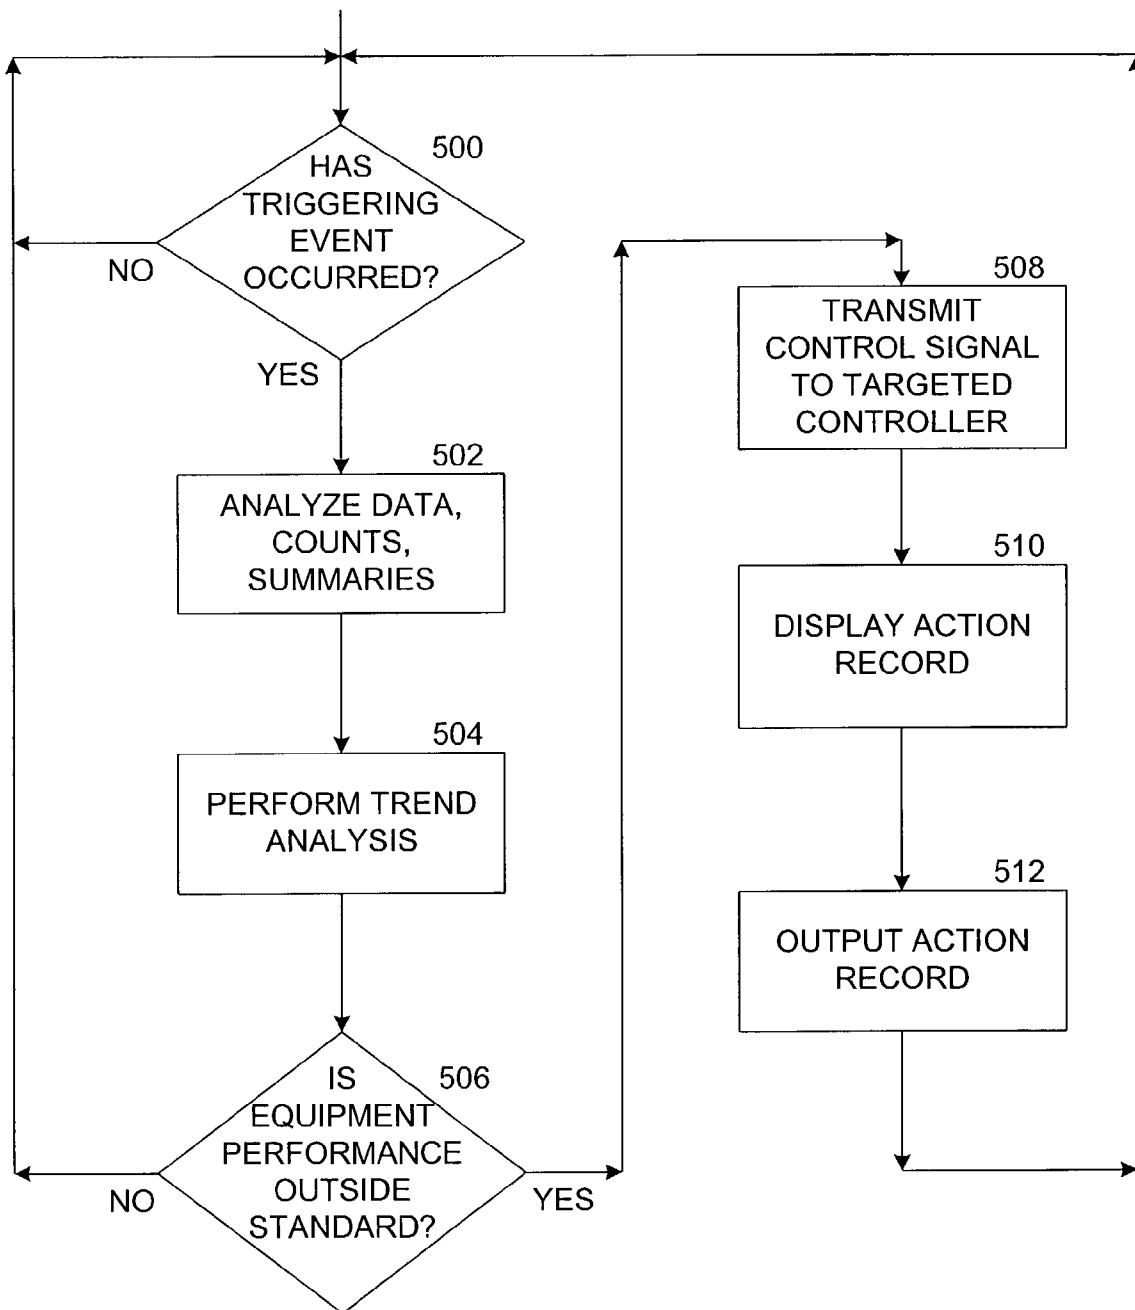 500
HAS
TRIGGERING
EVENT
OCCURRED?
NO
YES
502
ANALYZE DATA,
COUNTS,
SUMMARIES
504
PERFORM TREND
ANALYSIS
506
IS
EQUIPMENT
PERFORMANCE
OUTSIDE
STANDARD?
NO
YES
508
TRANSMIT
CONTROL SIGNAL
TO TARGETED
CONTROLLER
510
DISPLAY ACTION
RECORD
512
OUTPUT ACTION
RECORD